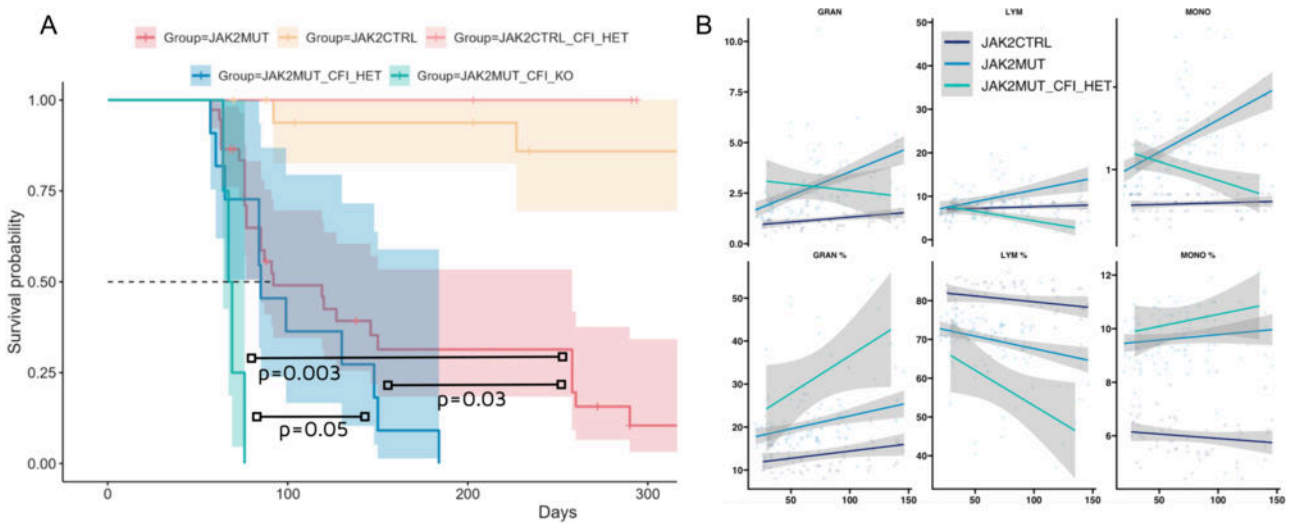 A
Group=JAK2MUT Group=JAK2CTRL Group=JAK2CTRL_CFI_HET
Group=JAK2MUT_CFI_HET Group=JAK2MUT_CFI_KO
Survival probability
1.00
0.75
0.50
0.25
0.00
p=0.003
p=0.03
p=0.05
0 100 200 300
Days
B
GRAN LYM MONO
10.0
7.5
5.0
2.5
0.0
50
40
30
20
10
0
1
JAK2CTRL
JAK2MUT
JAK2MUT_CFI_HET
GRAN % LYM % MONO %
50
40
30
20
10
80
70
60
50
40
12
10
8
6
50 100 150 50 100 150 50 100 150